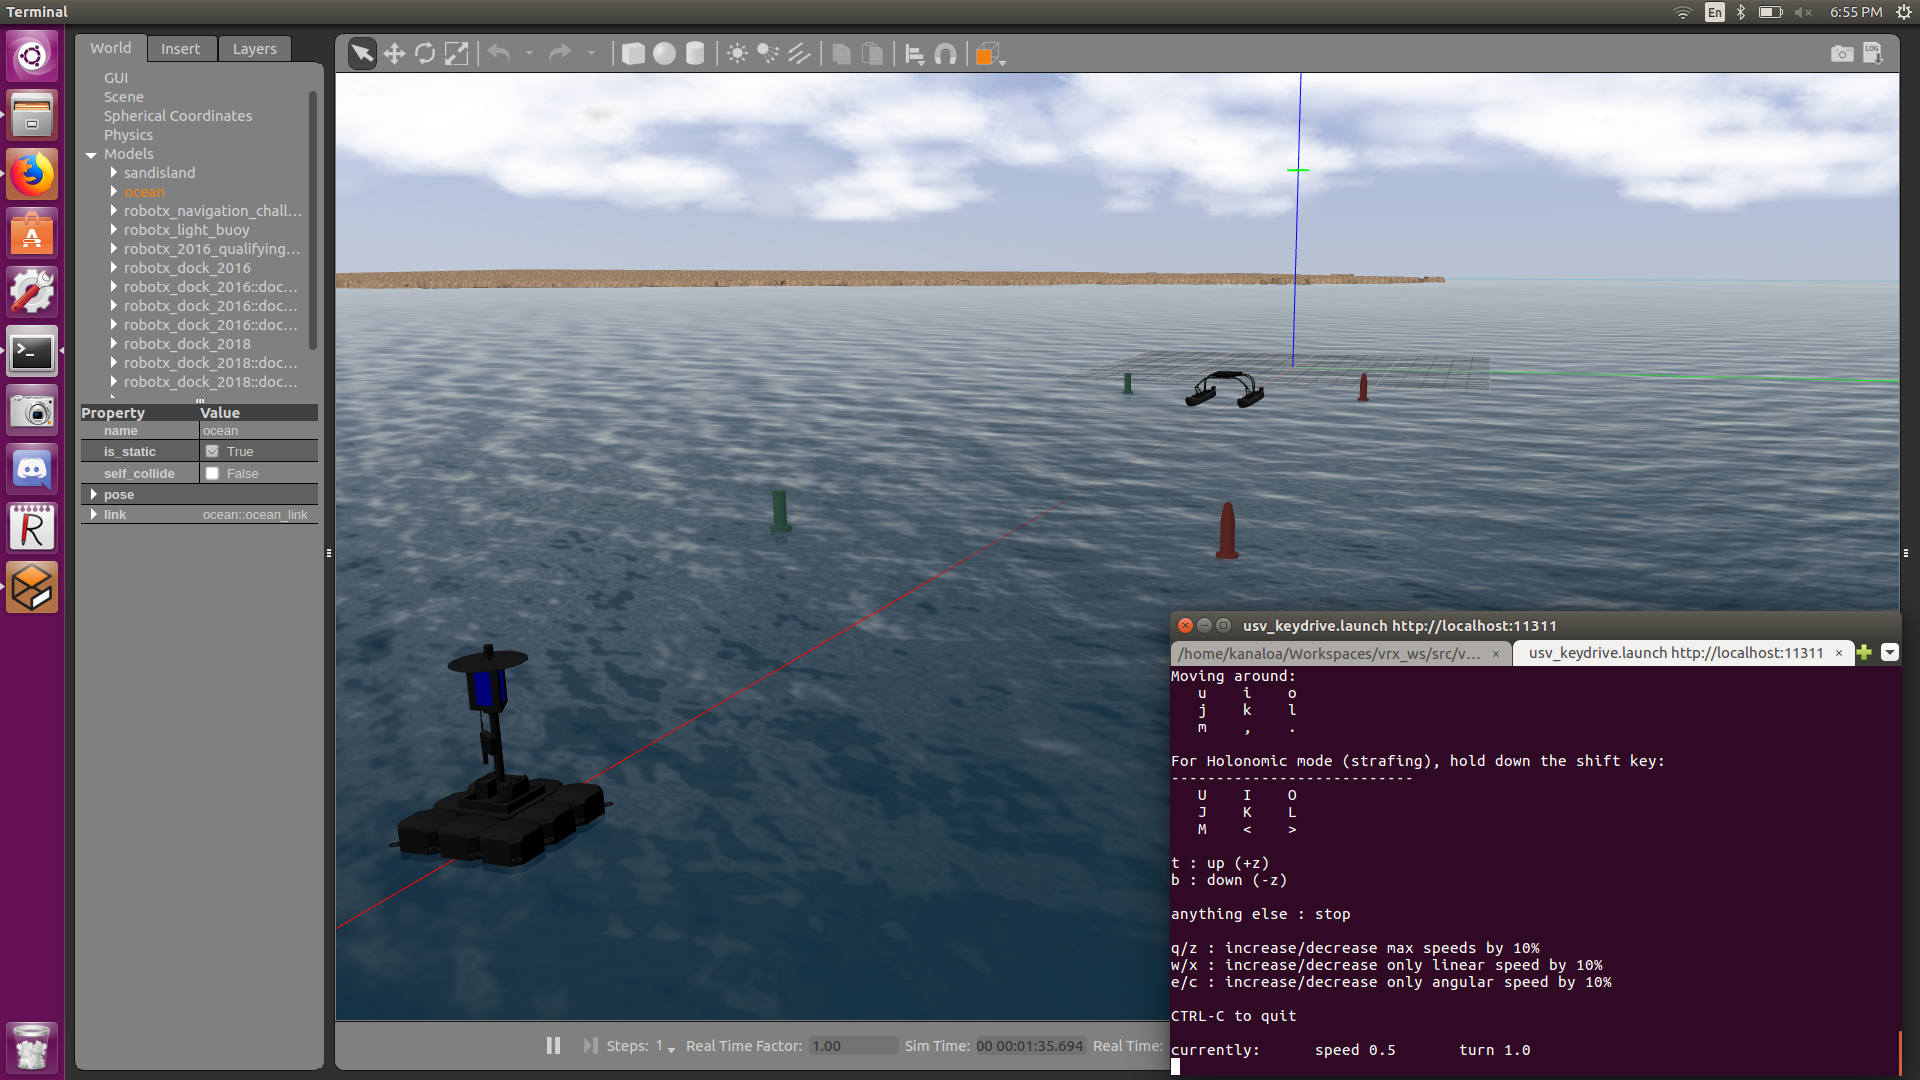 Terminal
En
6:55 PM
World Insert Layers
LOG
GUI
Scene
Spherical Coordinates
Physics
Models
sandisland
ocean
robotx_navigation_chall...
robotx_light_buoy
robotx_2016_qualifying...
robotx_dock_2016
robotx_dock_2016::doc...
robotx_dock_2016::doc...
robotx_dock_2016::doc...
robotx_dock_2018
robotx_dock_2018::doc...
robotx_dock_2018::doc...
Property Value
name ocean
is_static True
self_collide False
pose
link ocean::ocean_link
Steps: 1 Real Time Factor: 1.00 Sim Time: 00 00:01:35.694 Real Time:
usv_keydrive.launch http://localhost:11311
/home/kanaloa/Workspaces/vrx_ws/src/v... × usv_keydrive.launch http://localhost:11311 ×
Moving around:
u i o
j k l
m , .
For Holonomic mode (strafing), hold down the shift key:
---------------------------
U I O
J K L
M < >
t : up (+z)
b : down (-z)
anything else : stop
q/z : increase/decrease max speeds by 10%
w/x : increase/decrease only linear speed by 10%
e/c : increase/decrease only angular speed by 10%
CTRL-C to quit
currently: speed 0.5 turn 1.0